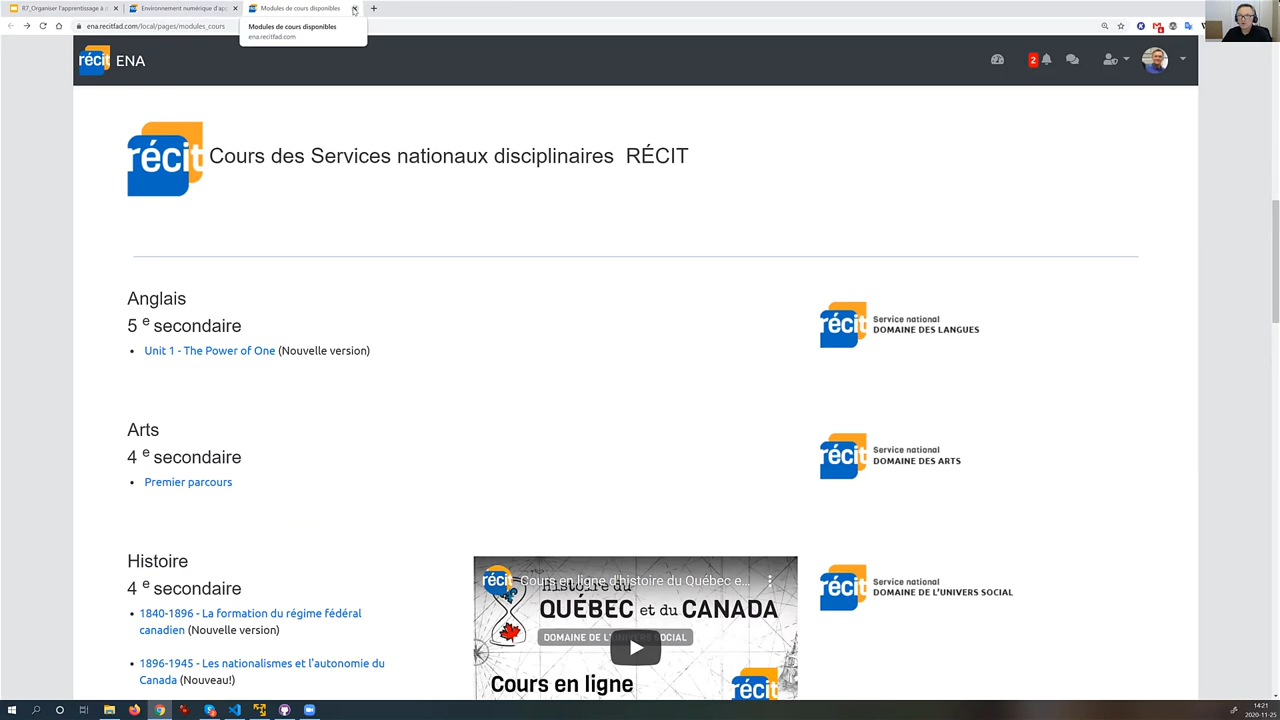 R7_Organiser l'apprentissage à d
Environnement numérique d'ap
Modules de cours disponibles
ena.recitfad.com/local/pages/modules_cours
Modules de cours disponibles
ena.recitfad.com
récit ENA
2
récit Cours des Services nationaux disciplinaires RÉCIT
Anglais
5 e secondaire
• Unit 1 - The Power of One (Nouvelle version)
récit Service national
DOMAINE DES LANGUES
Arts
4 e secondaire
• Premier parcours
récit Service national
DOMAINE DES ARTS
Histoire
4 e secondaire
• 1840-1896 - La formation du régime fédéral
canadien (Nouvelle version)
• 1896-1945 - Les nationalismes et l'autonomie du
Canada (Nouveau!)
récit Cours en ligne d'histoire du Québec e...
histoire du
QUÉBEC et du CANADA
DOMAINE DE L'UNIVERS SOCIAL
Cours en ligne
récit
récit Service national
DOMAINE DE L'UNIVERS SOCIAL
14:21
2020-11-25